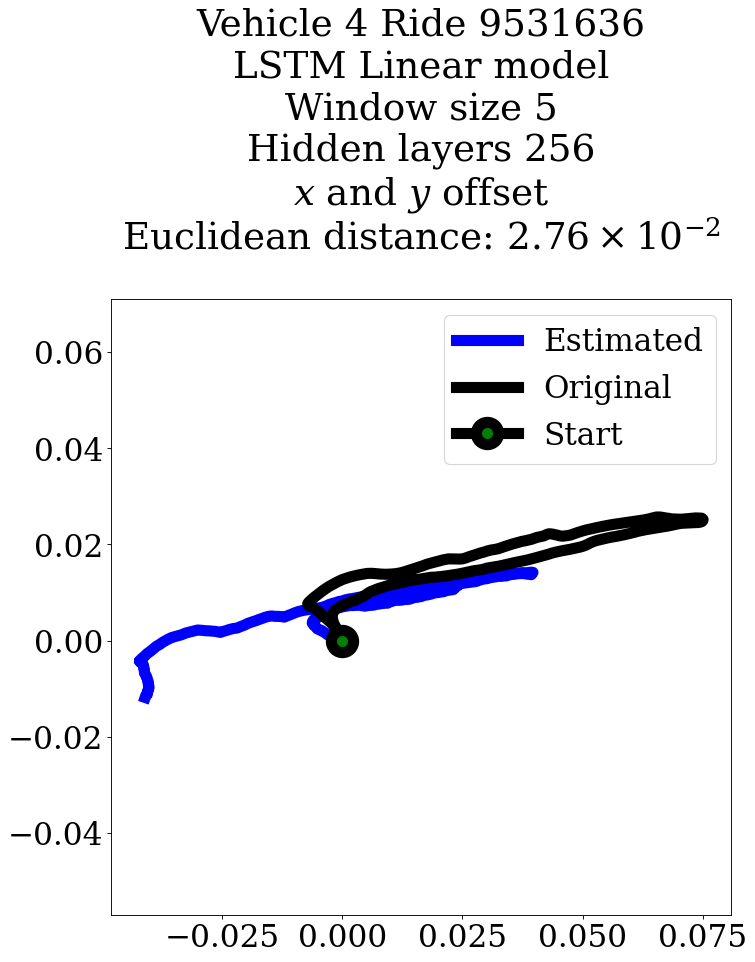 Vehicle 4 Ride 9531636
LSTM Linear model
Window size 5
Hidden layers 256
x and y offset
Euclidean distance: 2.76 × 10⁻²
Estimated
Original
Start
0.06
0.04
0.02
0.00
−0.02
−0.04
−0.025 0.000 0.025 0.050 0.075